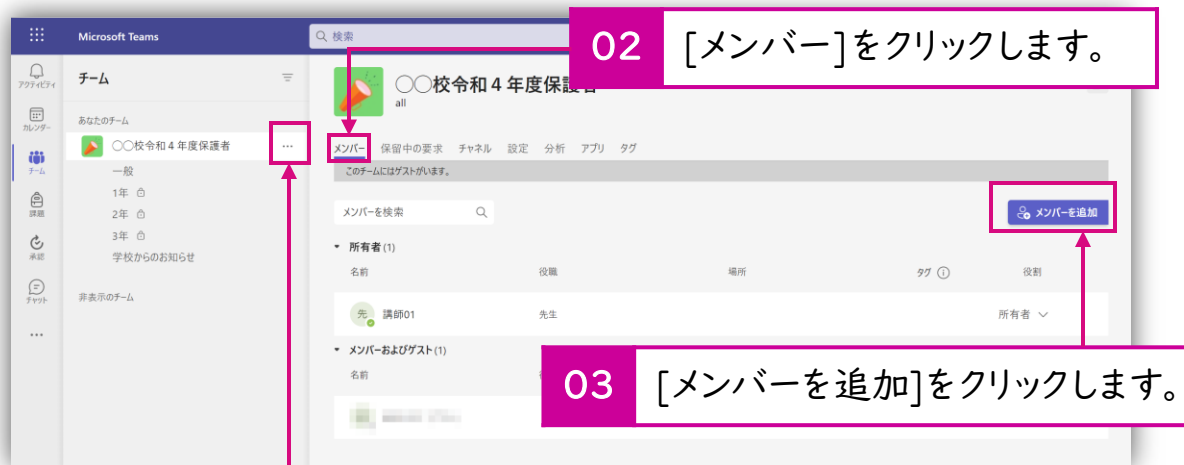 Microsoft Teams
検索
02 [メンバー]をクリックします。
アクティビティ
カレンダー
チーム
課題
承認
チャット
チーム
あなたのチーム
〇〇校令和4年度保護者
一般
1年
2年
3年
学校からのお知らせ
非表示のチーム
〇〇校令和4年度保護者
all
メンバー 保留中の要求 チャネル 設定 分析 アプリ タグ
このチームにはゲストがいます。
メンバーを検索
メンバーを追加
所有者(1)
名前 役職 場所 タグ 役割
先 講師01 先生 所有者
メンバーおよびゲスト(1)
名前
03 [メンバーを追加]をクリックします。